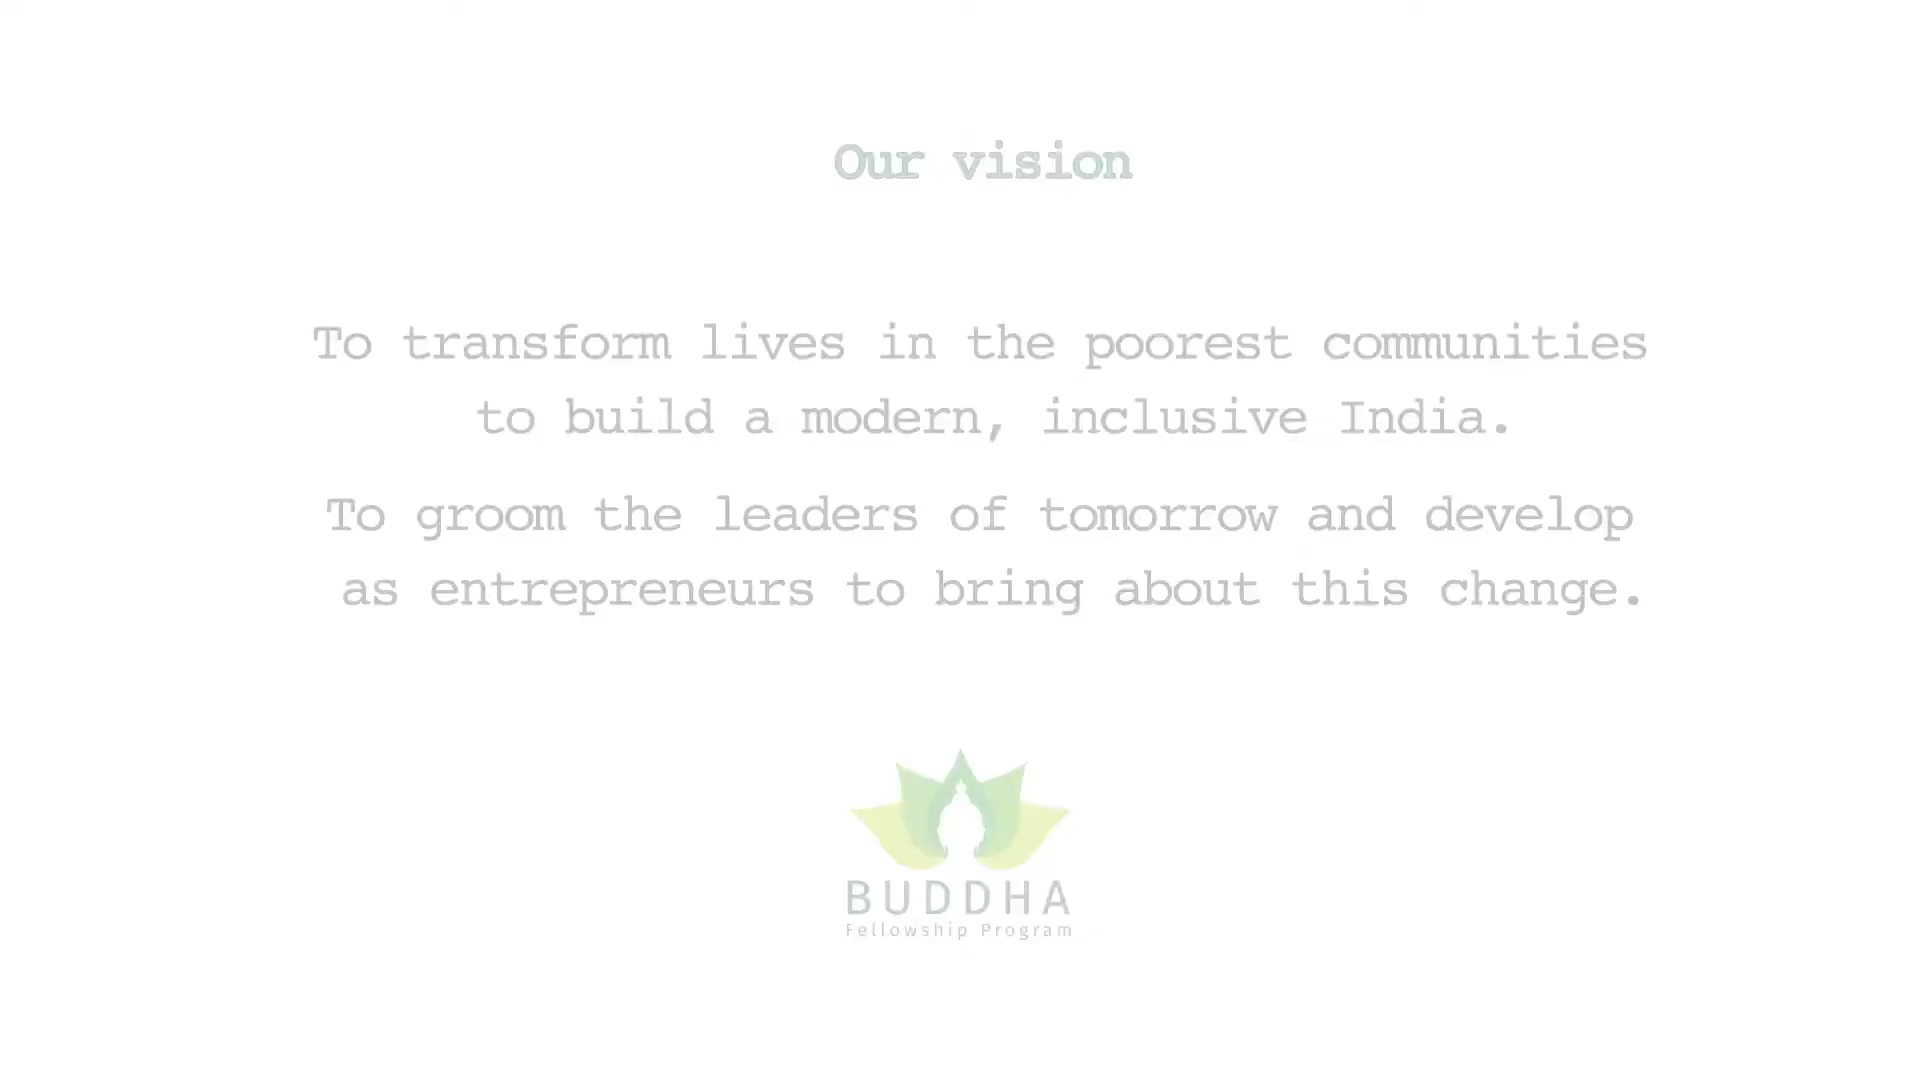 Our vision
To transform lives in the poorest communities
to build a modern, inclusive India.
To groom the leaders of tomorrow and develop
as entrepreneurs to bring about this change.
BUDDHA
Fellowship Program